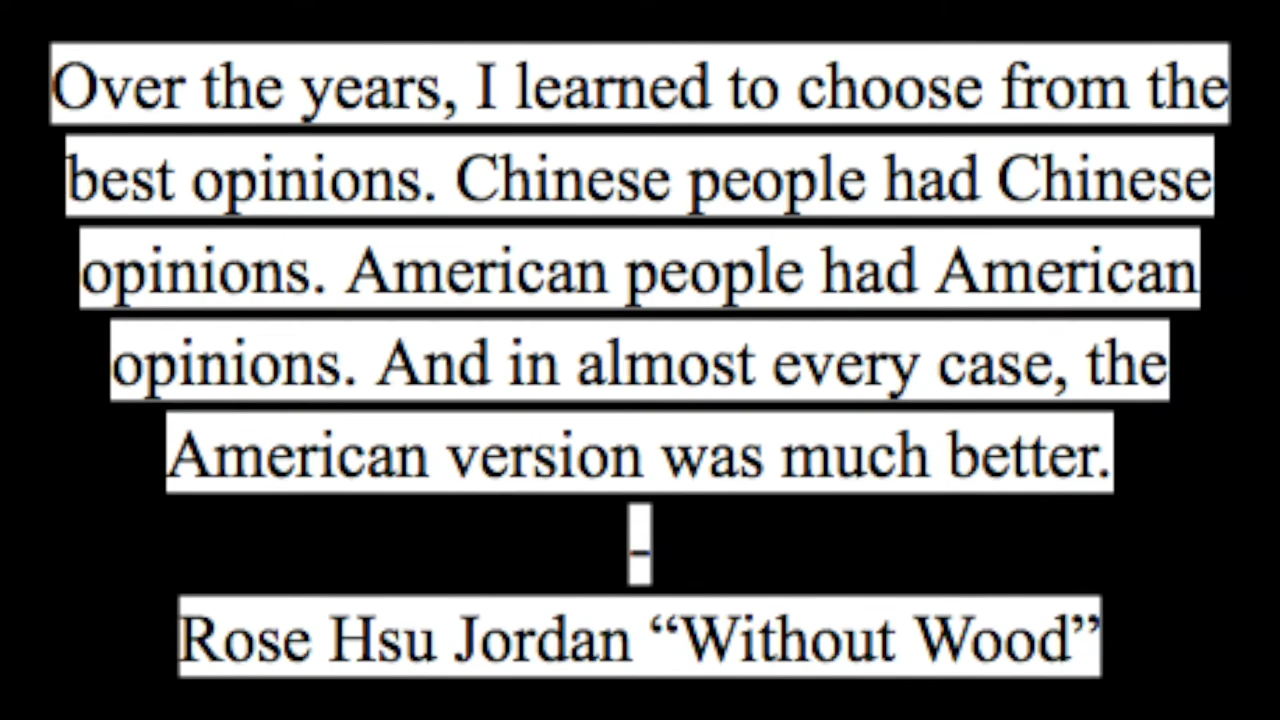 Over the years, I learned to choose from the
best opinions. Chinese people had Chinese
opinions. American people had American
opinions. And in almost every case, the
American version was much better.
-
Rose Hsu Jordan “Without Wood”